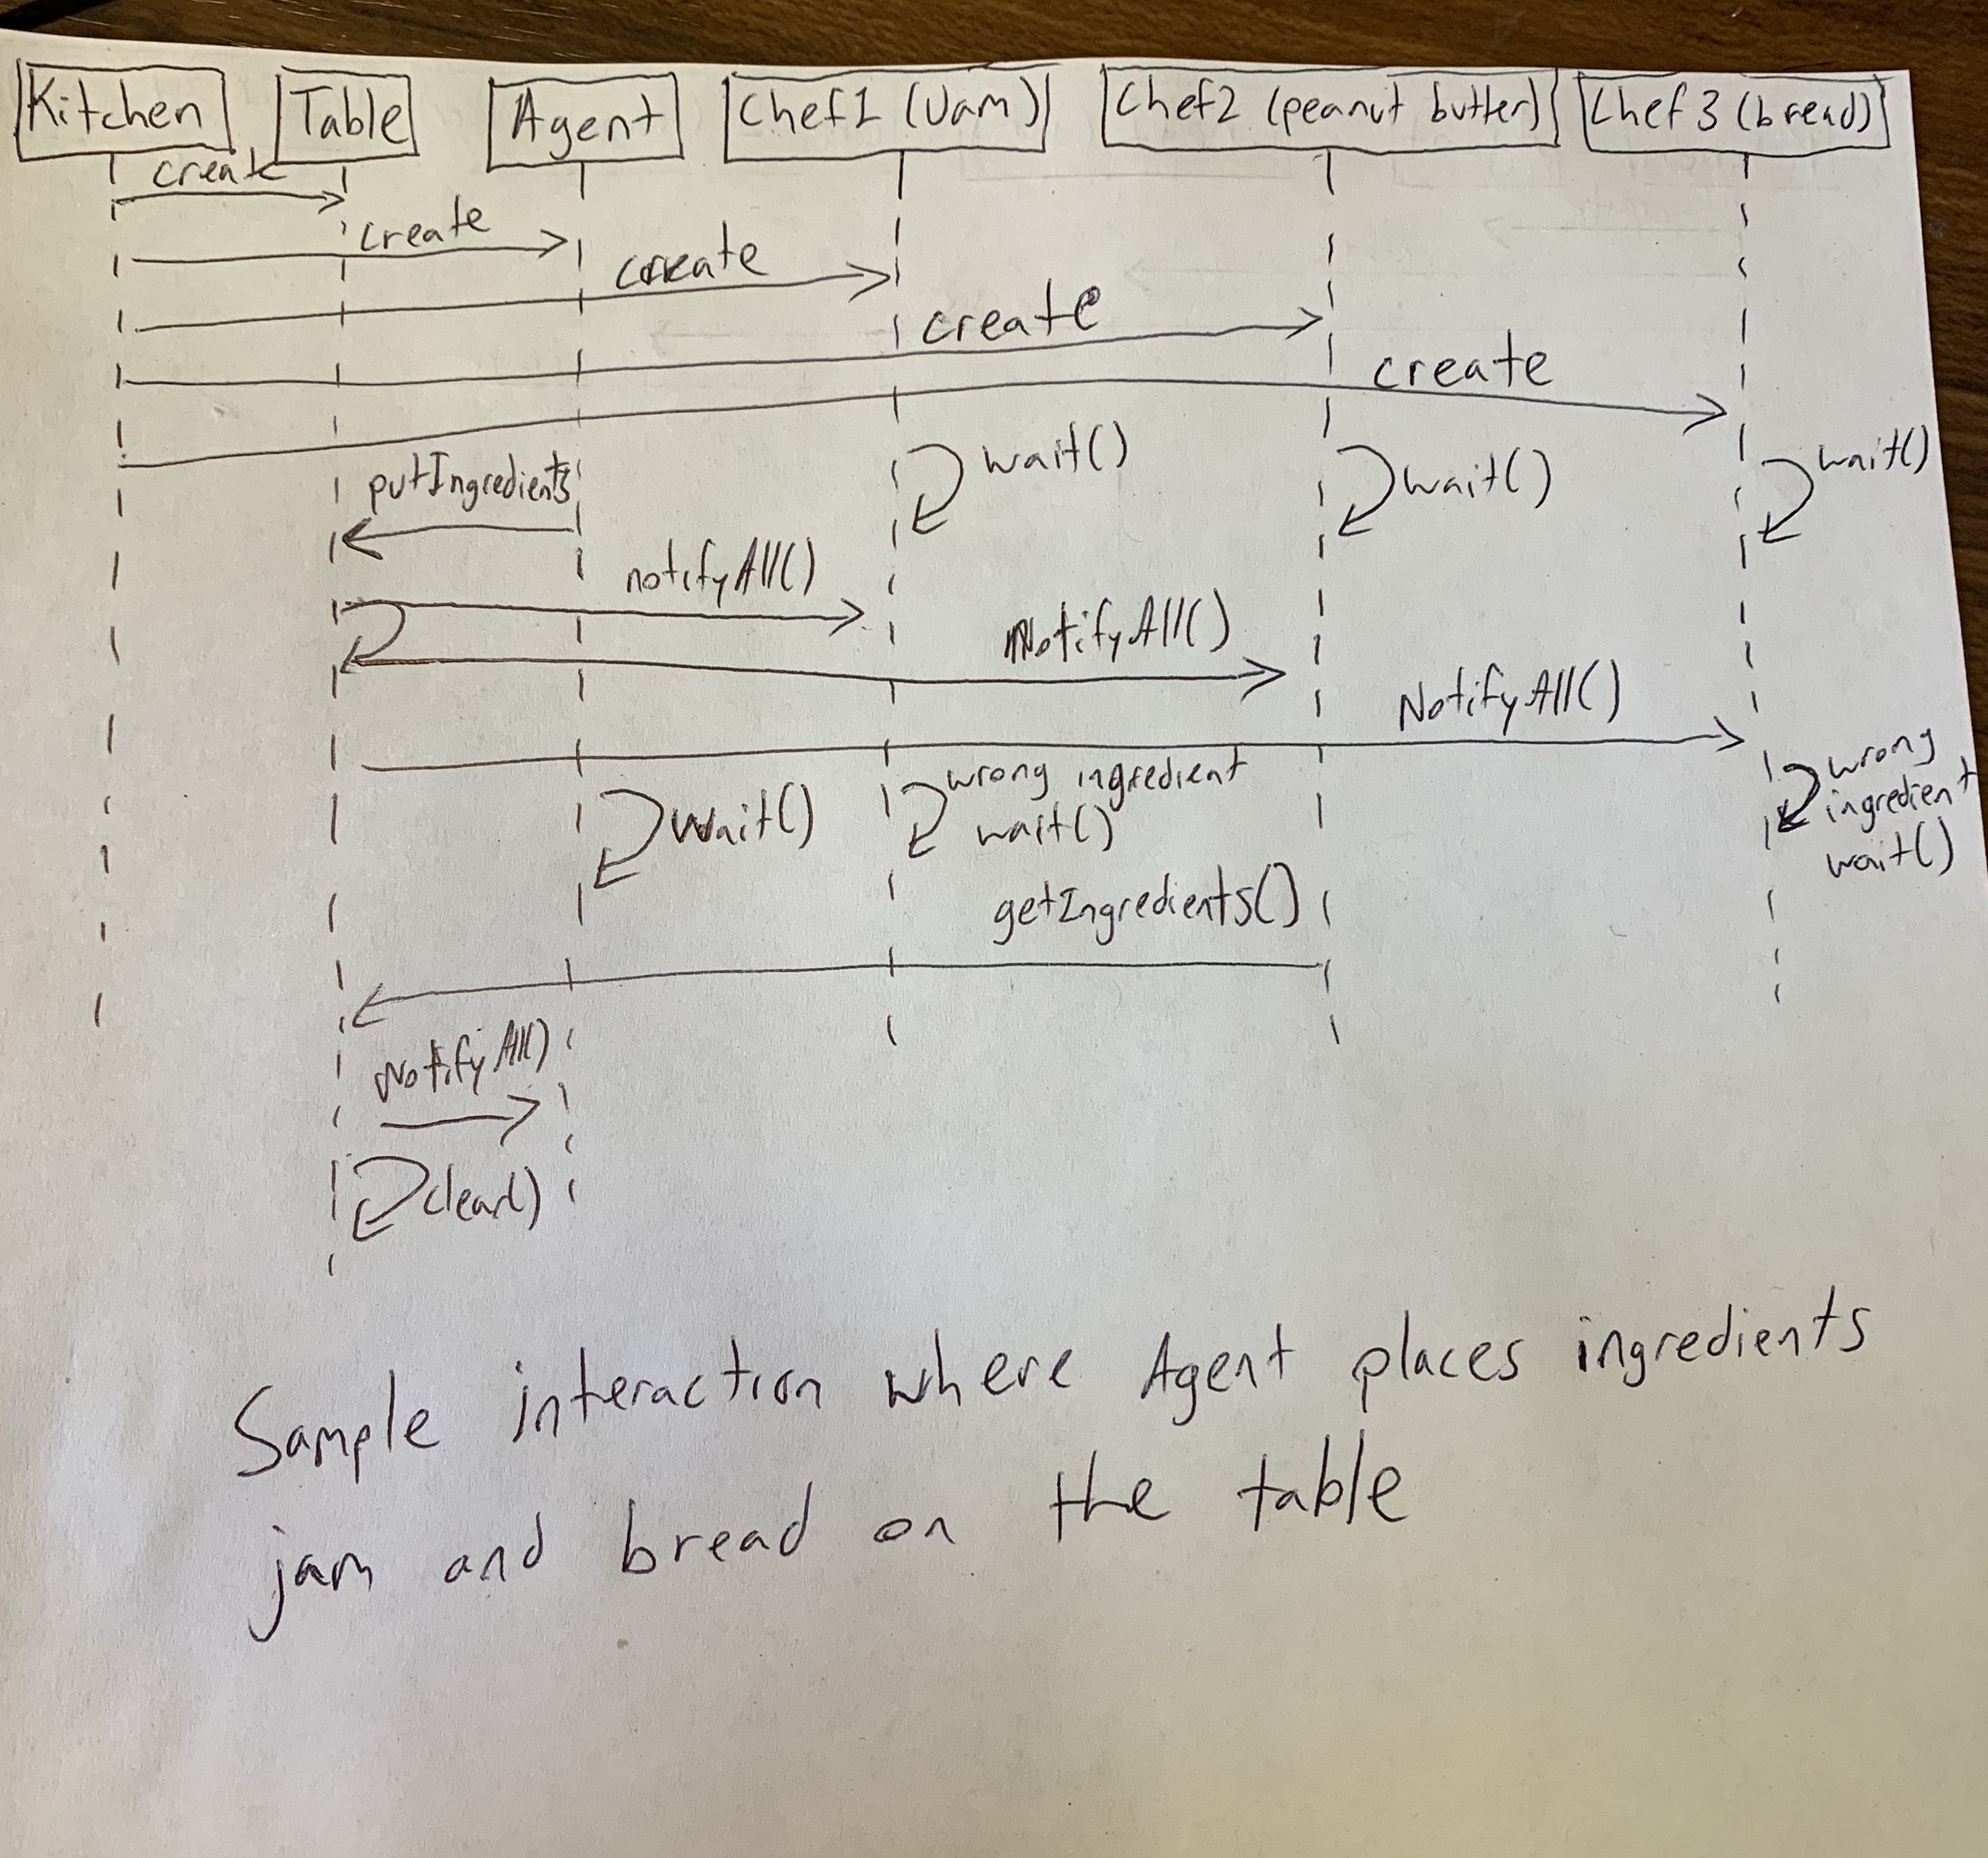 Kitchen Table Agent Chef1 (Jam) Chef2 (peanut butter) Chef3 (bread)
create
create
create
create
create
wait()
wait()
wait()
putIngredients
notifyAll()
NotifyAll()
NotifyAll()
wrong
ingredient
wait()
wrong ingredient
wait()
wait()
getIngredients()
NotifyAll()
clear()
Sample interaction where Agent places ingredients
jam and bread on the table